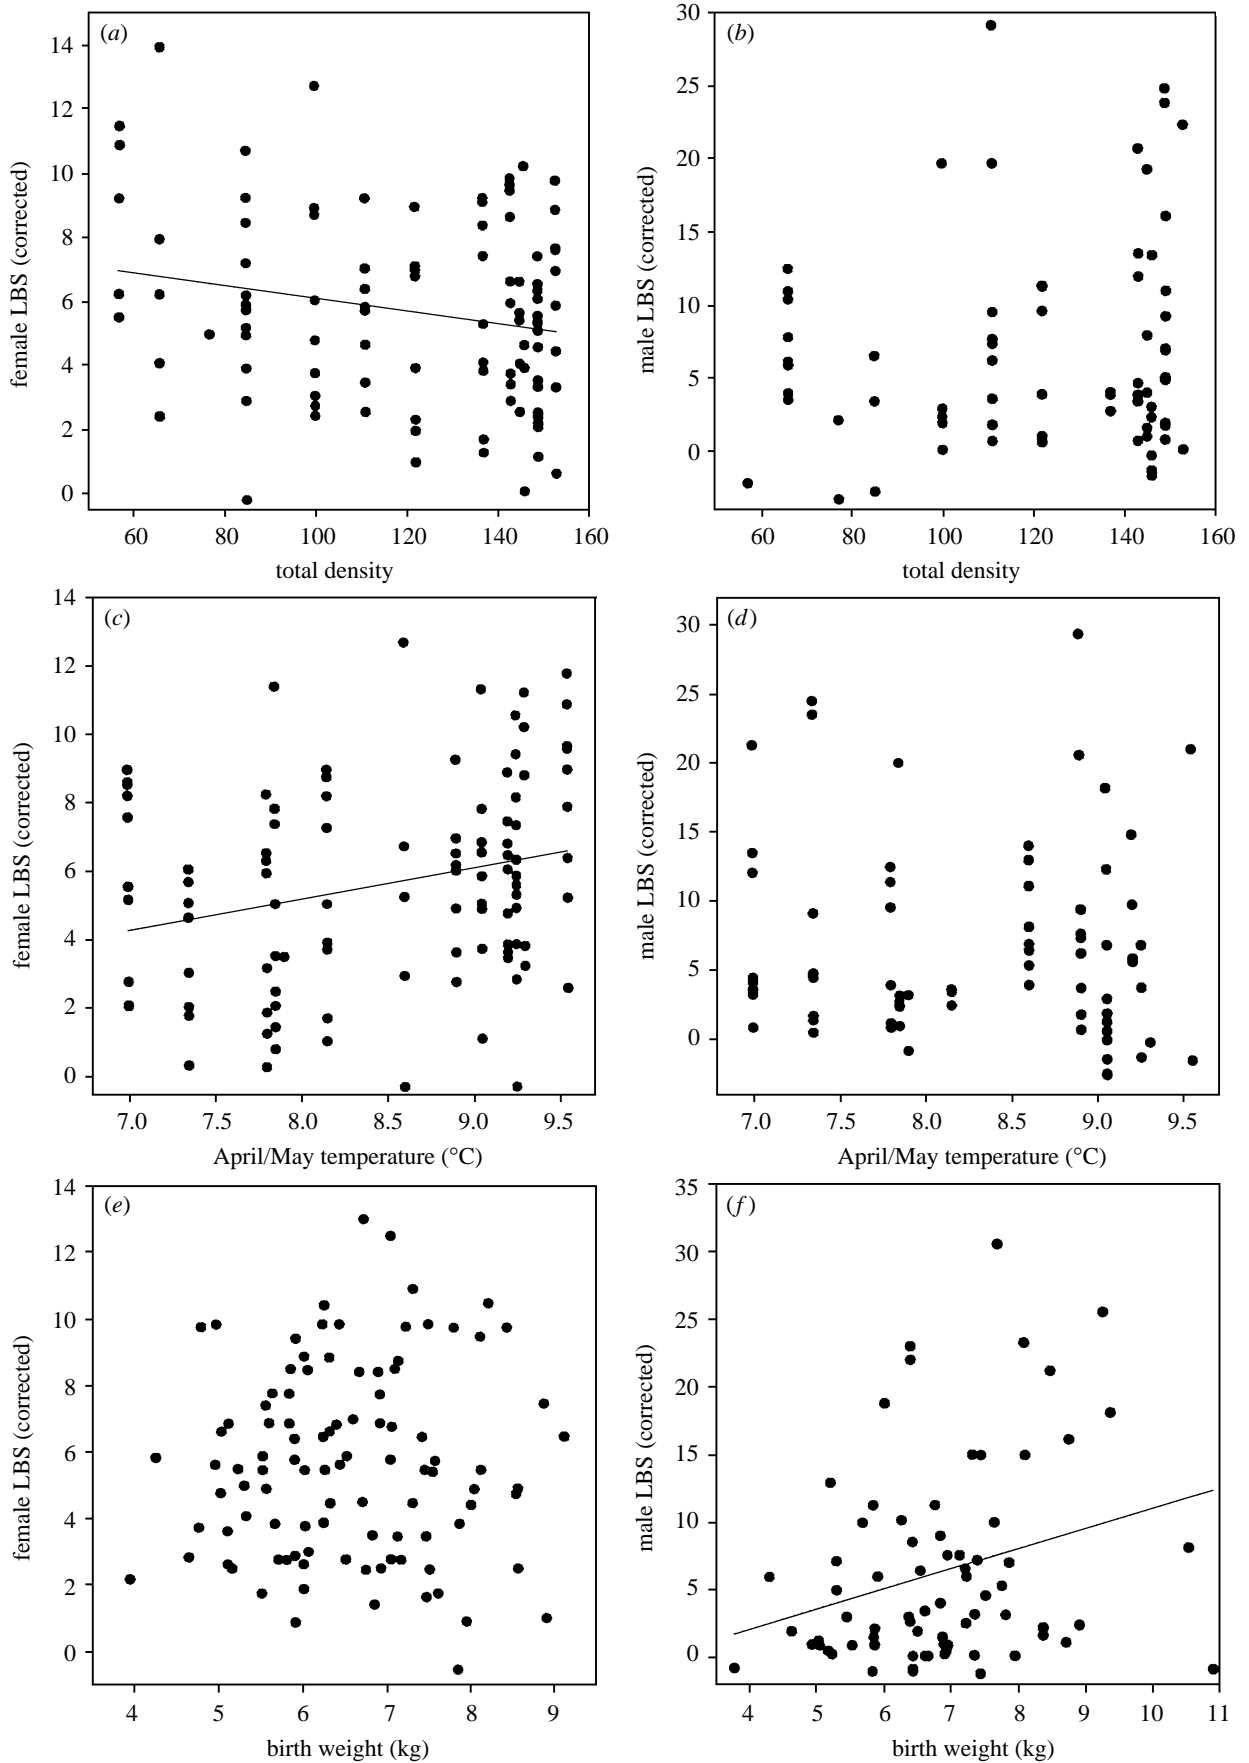 (a)
14
12
10
8
6
4
2
0
female LBS (corrected)
60 80 100 120 140 160
total density
(b)
30
25
20
15
10
5
0
male LBS (corrected)
60 80 100 120 140 160
total density
(c)
14
12
10
8
6
4
2
0
female LBS (corrected)
7.0 7.5 8.0 8.5 9.0 9.5
April/May temperature (°C)
(d)
30
25
20
15
10
5
0
male LBS (corrected)
7.0 7.5 8.0 8.5 9.0 9.5
April/May temperature (°C)
(e)
14
12
10
8
6
4
2
0
female LBS (corrected)
4 5 6 7 8 9
birth weight (kg)
(f)
35
30
25
20
15
10
5
0
male LBS (corrected)
4 5 6 7 8 9 10 11
birth weight (kg)